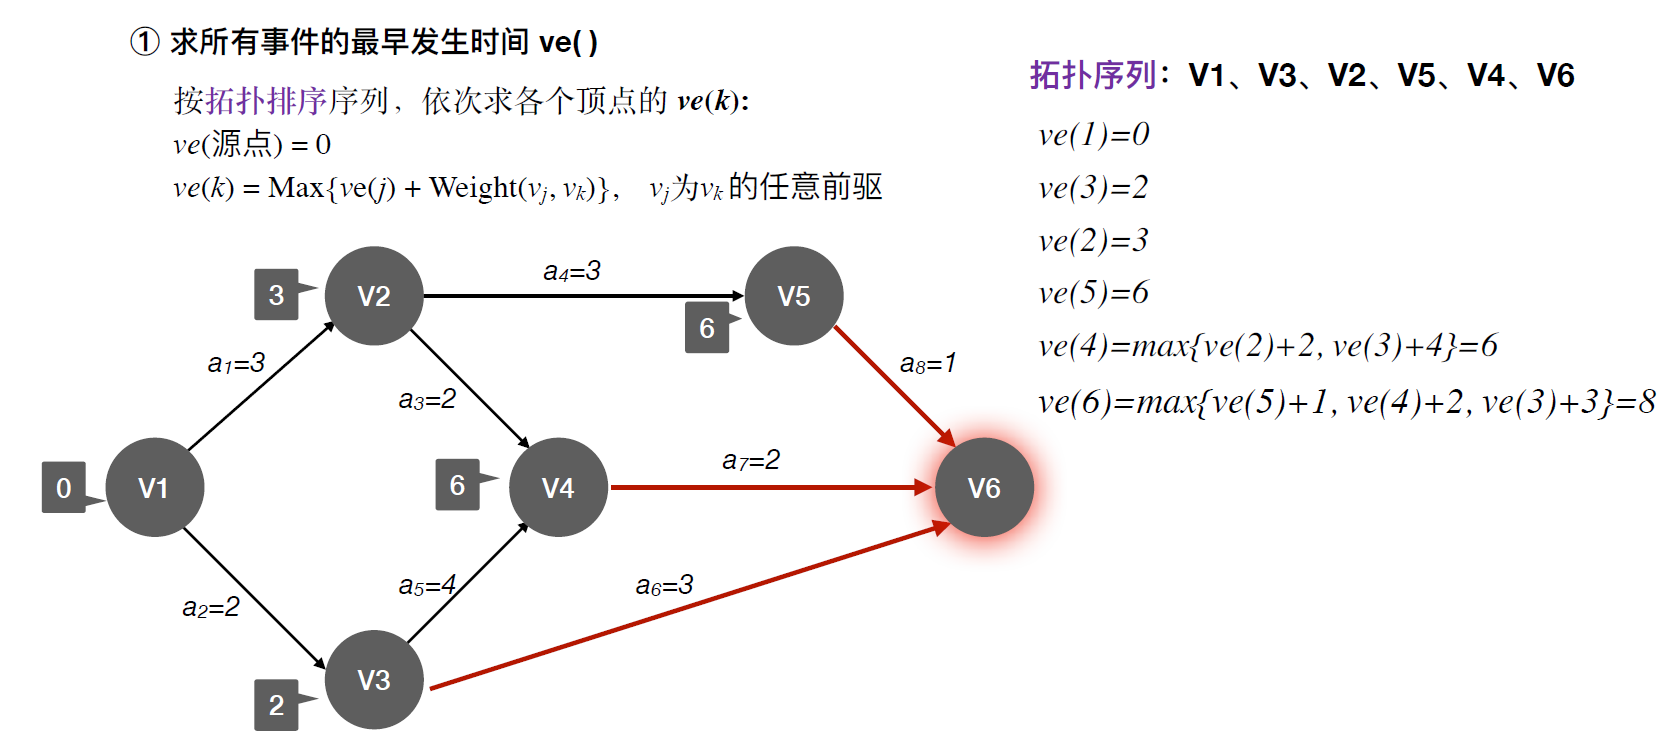 ① 求所有事件的最早发生时间 ve( )
按拓扑排序序列，依次求各个顶点的 ve(k):
ve(源点) = 0
ve(k) = Max{ve(j) + Weight(vj, vk)}, vj为vk 的任意前驱
拓扑序列：V1、V3、V2、V5、V4、V6
ve(1)=0
ve(3)=2
ve(2)=3
ve(5)=6
ve(4)=max{ve(2)+2, ve(3)+4}=6
ve(6)=max{ve(5)+1, ve(4)+2, ve(3)+3}=8
a4=3
3
V2
V5
6
a1=3
a8=1
a3=2
a7=2
0
V1
6
V4
V6
a5=4
a6=3
a2=2
V3
2